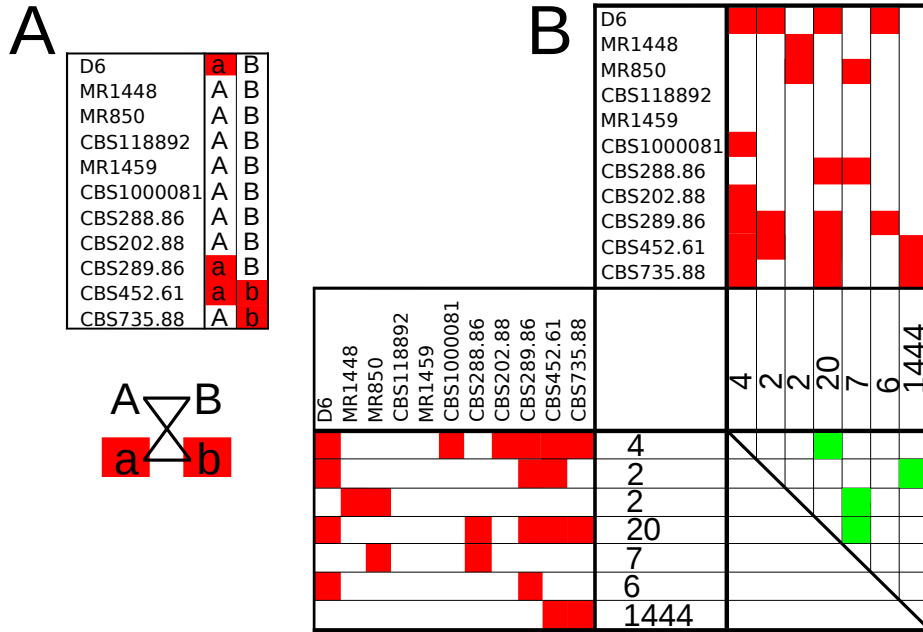 A
D6 a B
MR1448 A B
MR850 A B
CBS118892 A B
MR1459 A B
CBS1000081 A B
CBS288.86 A B
CBS202.88 A B
CBS289.86 a B
CBS452.61 a b
CBS735.88 A b
A B
a b
B
D6
MR1448
MR850
CBS118892
MR1459
CBS1000081
CBS288.86
CBS202.88
CBS289.86
CBS452.61
CBS735.88
D6
MR1448
MR850
CBS118892
MR1459
CBS1000081
CBS288.86
CBS202.88
CBS289.86
CBS452.61
CBS735.88
4
2
2
20
7
6
1444
4
2
2
20
7
6
1444